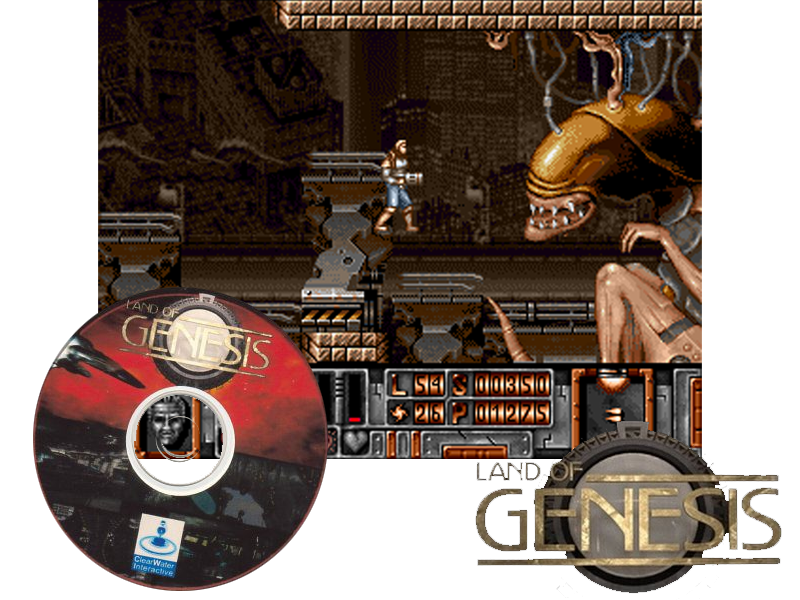 LAND OF
GENESIS
L 54 S 00350
26 P 01275
ClearWater
Interactive
LAND OF
GENESIS